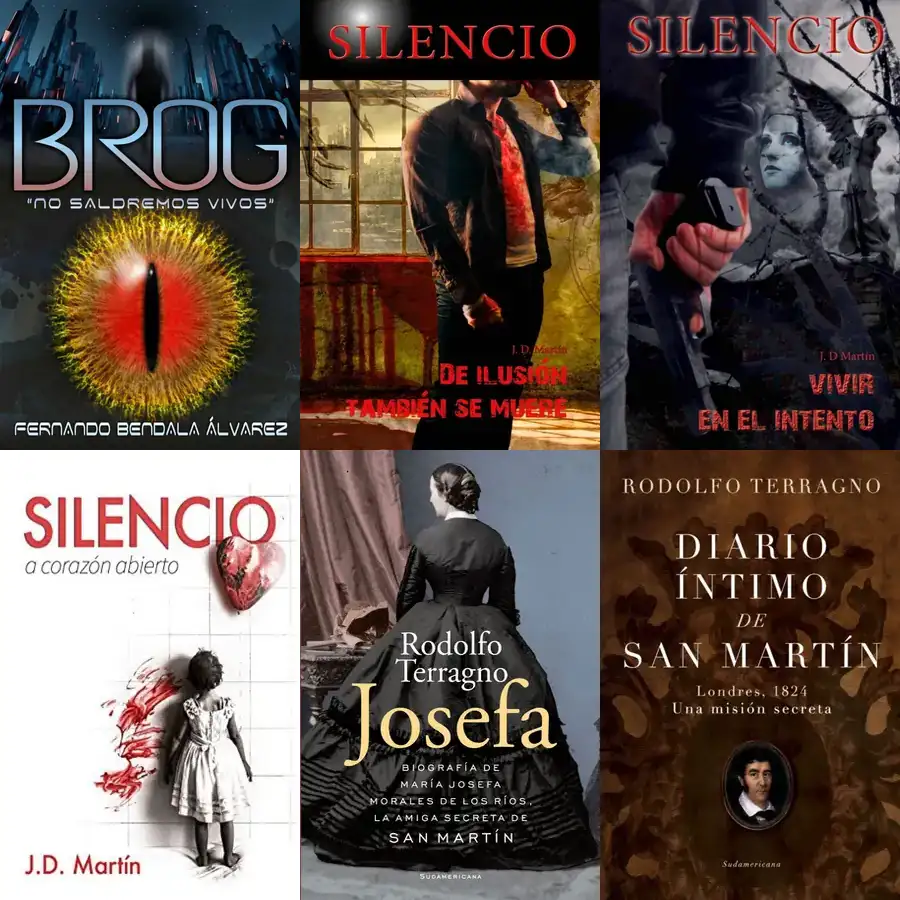 BROG
"NO SALDREMOS VIVOS"
FERNANDO BENDALA ÁLVAREZ
SILENCIO
J. D. Martín
DE ILUSIÓN
TAMBIÉN SE MUERE
SILENCIO
J. D Martín
VIVIR
EN EL INTENTO
SILENCIO
a corazón abierto
J.D. Martín
Rodolfo
Terragno
Josefa
BIOGRAFÍA DE
MARÍA JOSEFA
MORALES DE LOS RÍOS,
LA AMIGA SECRETA DE
SAN MARTÍN
SUDAMERICANA
RODOLFO TERRAGNO
DIARIO
ÍNTIMO
DE
SAN MARTÍN
Londres, 1824
Una misión secreta
Sudamericana